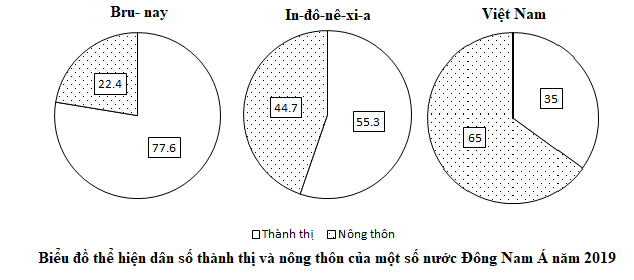 Bru- nay
In-đô-nê-xi-a
Việt Nam
22.4
77.6
44.7
55.3
35
65
Thành thị Nông thôn
Biểu đồ thể hiện dân số thành thị và nông thôn của một số nước Đông Nam Á năm 2019